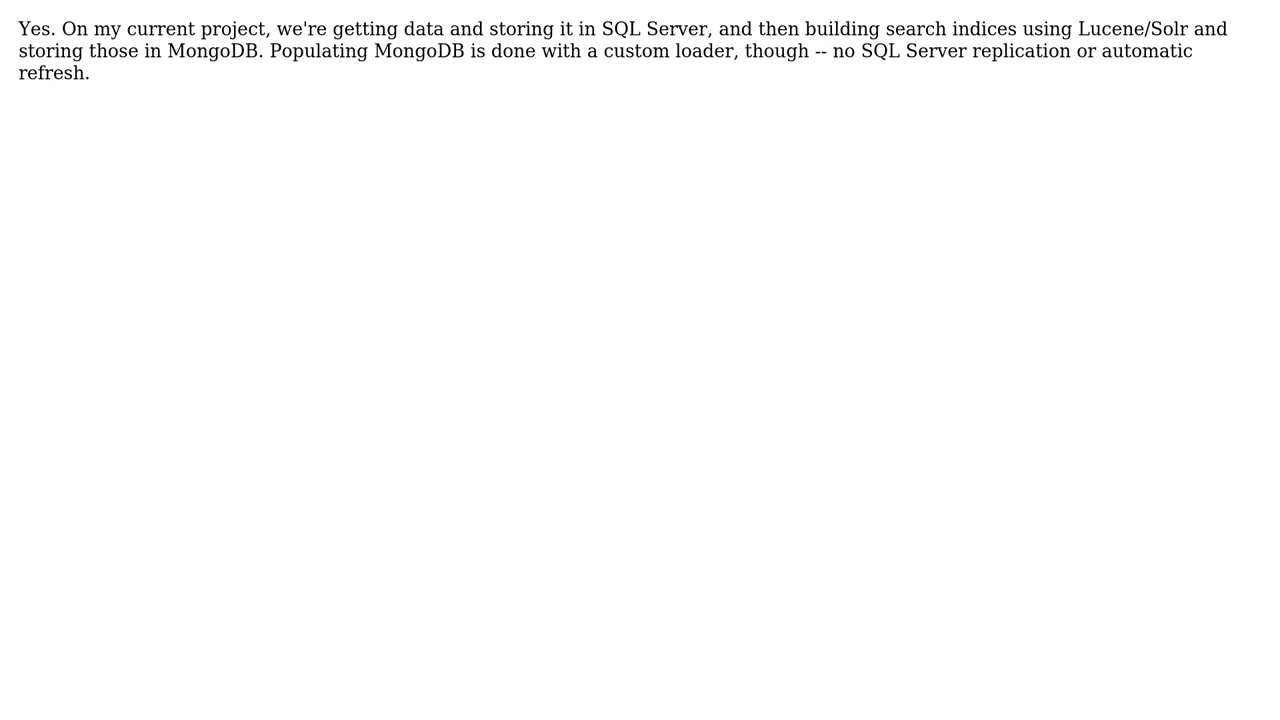 Yes. On my current project, we're getting data and storing it in SQL Server, and then building search indices using Lucene/Solr and
storing those in MongoDB. Populating MongoDB is done with a custom loader, though -- no SQL Server replication or automatic
refresh.